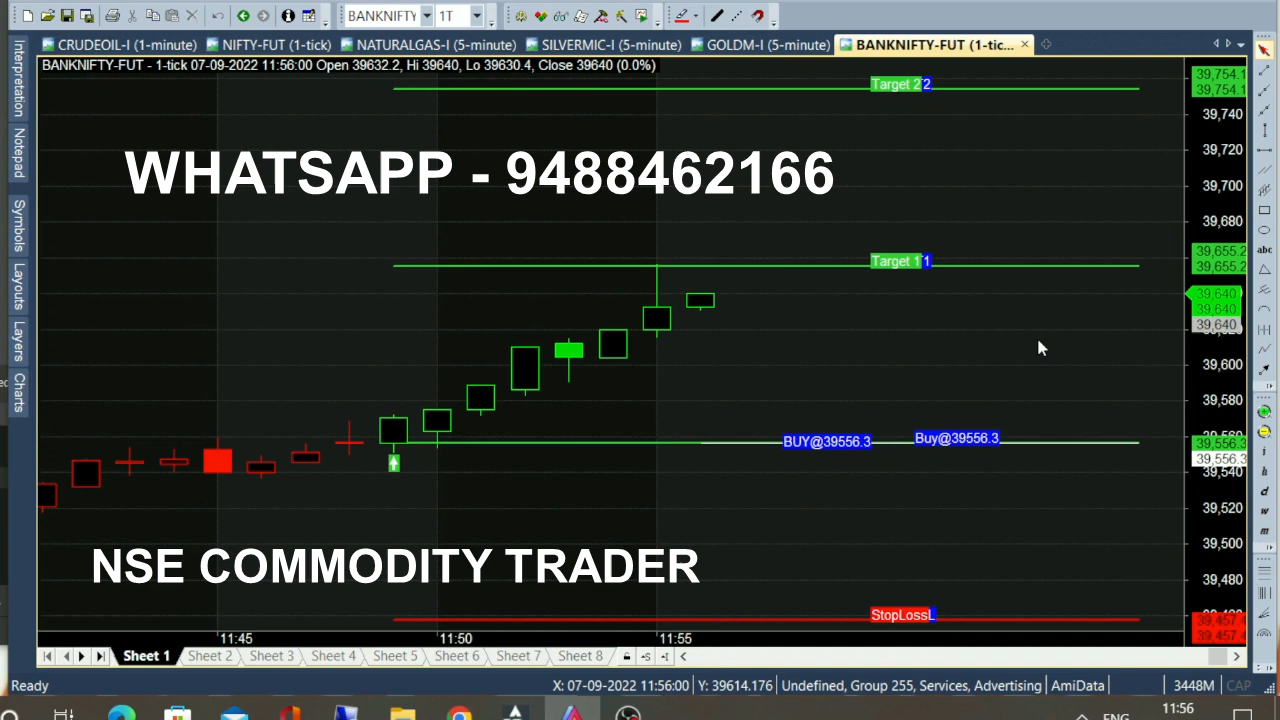 BANKNIFTY
1T
CRUDEOIL-I (1-minute)
NIFTY-FUT (1-tick)
NATURALGAS-I (5-minute)
SILVERMIC-I (5-minute)
GOLDM-I (5-minute)
BANKNIFTY-FUT (1-tic...
BANKNIFTY-FUT - 1-tick 07-09-2022 11:56:00 Open 39632.2, Hi 39640, Lo 39630.4, Close 39640 (0.0%)
Interpretation
Notepad
Symbols
Layouts
Layers
Charts
Target 2
WHATSAPP - 9488462166
Target 1
BUY@39556.3
Buy@39556.3
NSE COMMODITY TRADER
StopLoss
39,754.1
39,754.1
39,740
39,720
39,700
39,680
39,655.2
39,655.2
39,640
39,640
39,640
39,600
39,580
39,556.3
39,556.3
39,540
39,520
39,500
39,480
39,457.4
39,457.4
abc
i
h
d
w
m
11:45
11:50
11:55
Sheet 1
Sheet 2
Sheet 3
Sheet 4
Sheet 5
Sheet 6
Sheet 7
Sheet 8
Ready
X: 07-09-2022 11:56:00
Y: 39614.176
Undefined, Group 255, Services, Advertising
AmiData
3448M
CAP
ENG
11:56